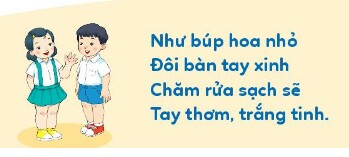 Như búp hoa nhỏ
Đôi bàn tay xinh
Chăm rửa sạch sẽ
Tay thơm, trắng tinh.